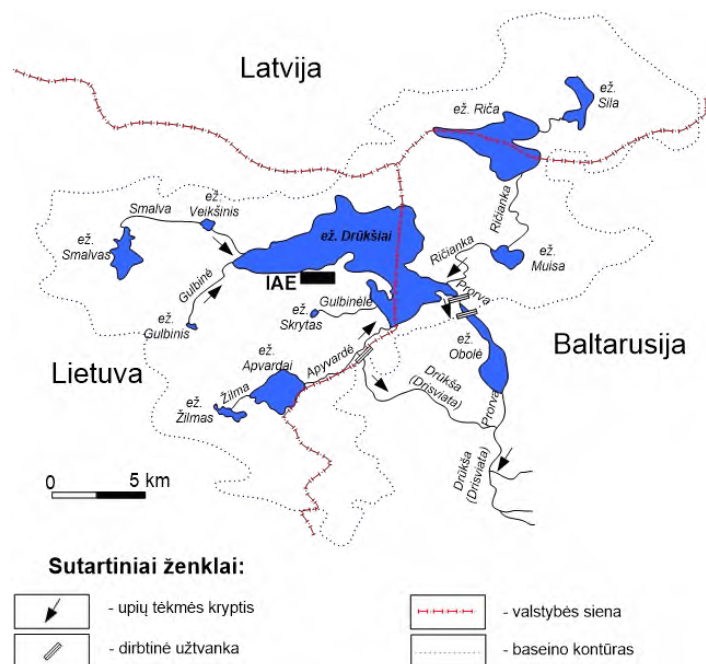 Latvija
ež.
Sila
ež. Riča
Ričianka
Smalva
ež.
Veikšinis
ež.
Smalvas
ež. Drūkšiai
Ričianka
ež.
Muisa
Gulbinė
IAE
Prorva
Gulbinėlė
ež.
Skrytas
ež.
Gulbinis
ež.
Obolė
Baltarusija
ež.
Apvardai
Apyvardė
Lietuva
Drūkša
(Drisviata)
Žilma
ež.
Žilmas
Prorva
Drūkša
(Drisviata)
0 5 km
Sutartiniai ženklai:
- upių tėkmės kryptis
- valstybės siena
- dirbtinė užtvanka
- baseino kontūras